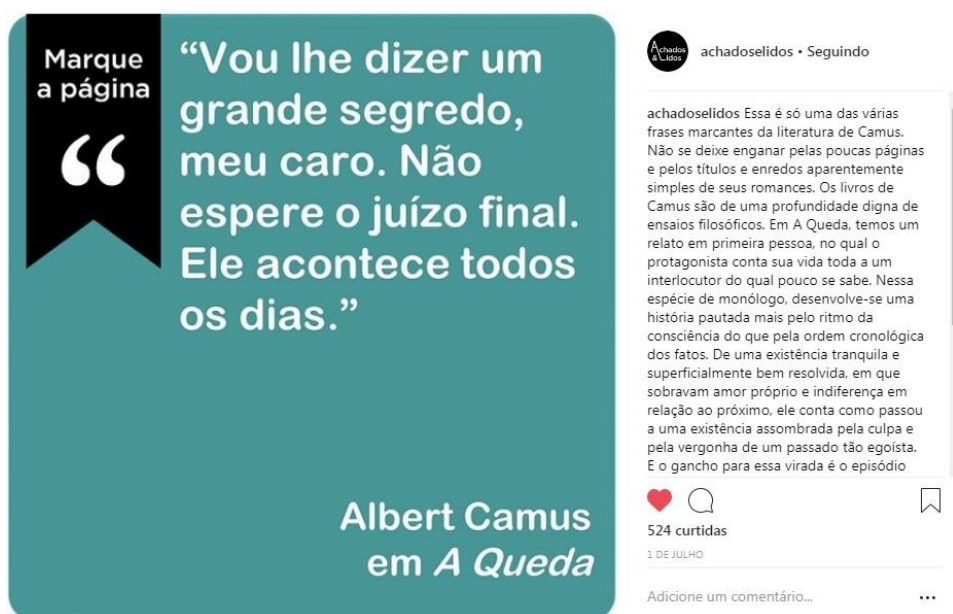 Marque
a página
“
“Vou lhe dizer um
grande segredo,
meu caro. Não
espere o juízo final.
Ele acontece todos
os dias.”
Albert Camus
em A Queda
Achados
& Lidos
achadoselidos • Seguindo
achadoselidos Essa é só uma das várias
frases marcantes da literatura de Camus.
Não se deixe enganar pelas poucas páginas
e pelos títulos e enredos aparentemente
simples de seus romances. Os livros de
Camus são de uma profundidade digna de
ensaios filosóficos. Em A Queda, temos um
relato em primeira pessoa, no qual o
protagonista conta sua vida toda a um
interlocutor do qual pouco se sabe. Nessa
espécie de monólogo, desenvolve-se uma
história pautada mais pelo ritmo da
consciência do que pela ordem cronológica
dos fatos. De uma existência tranquila e
superficialmente bem resolvida, em que
sobravam amor próprio e indiferença em
relação ao próximo, ele conta como passou
a uma existência assombrada pela culpa e
pela vergonha de um passado tão egoísta.
E o gancho para essa virada é o episódio
524 curtidas
1 DE JULHO
Adicione um comentário...